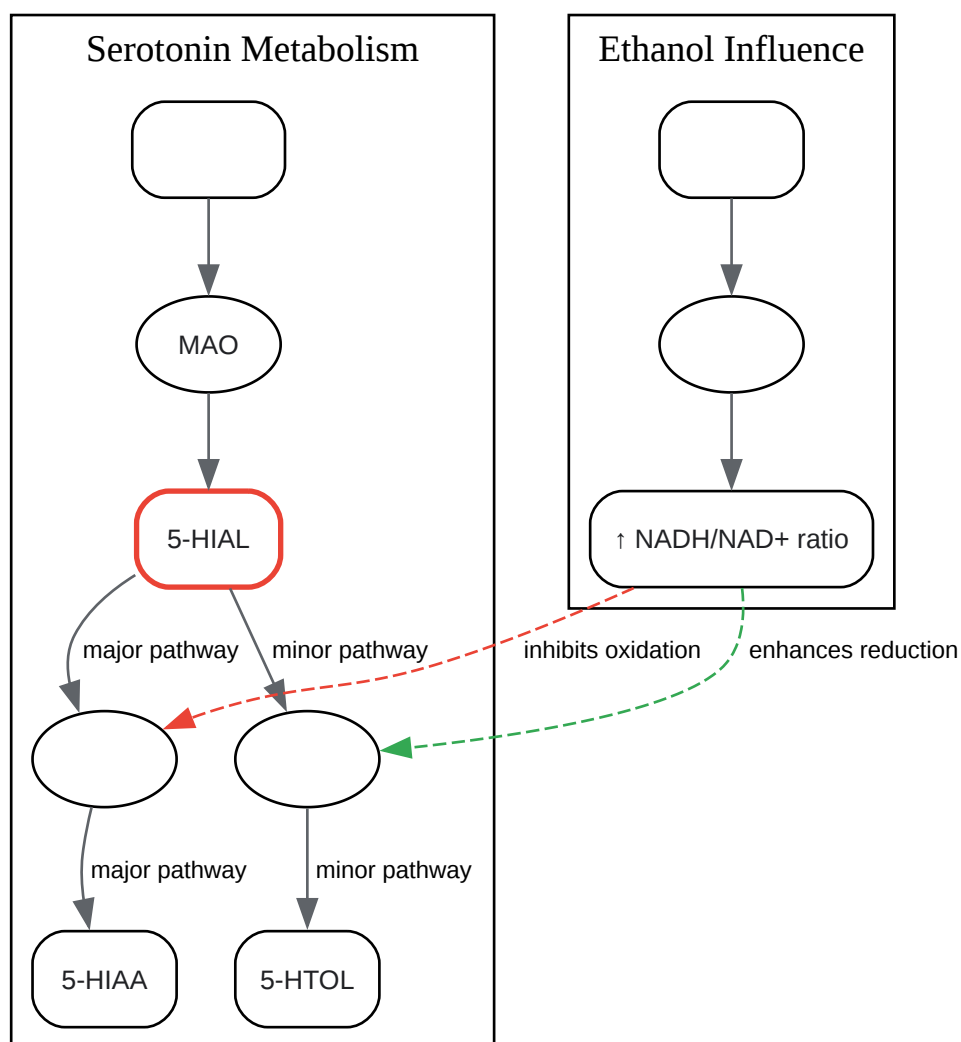 Serotonin Metabolism
Ethanol Influence
MAO
5-HIAL
↑ NADH/NAD+ ratio
major pathway
minor pathway
inhibits oxidation
enhances reduction
major pathway
minor pathway
5-HIAA
5-HTOL